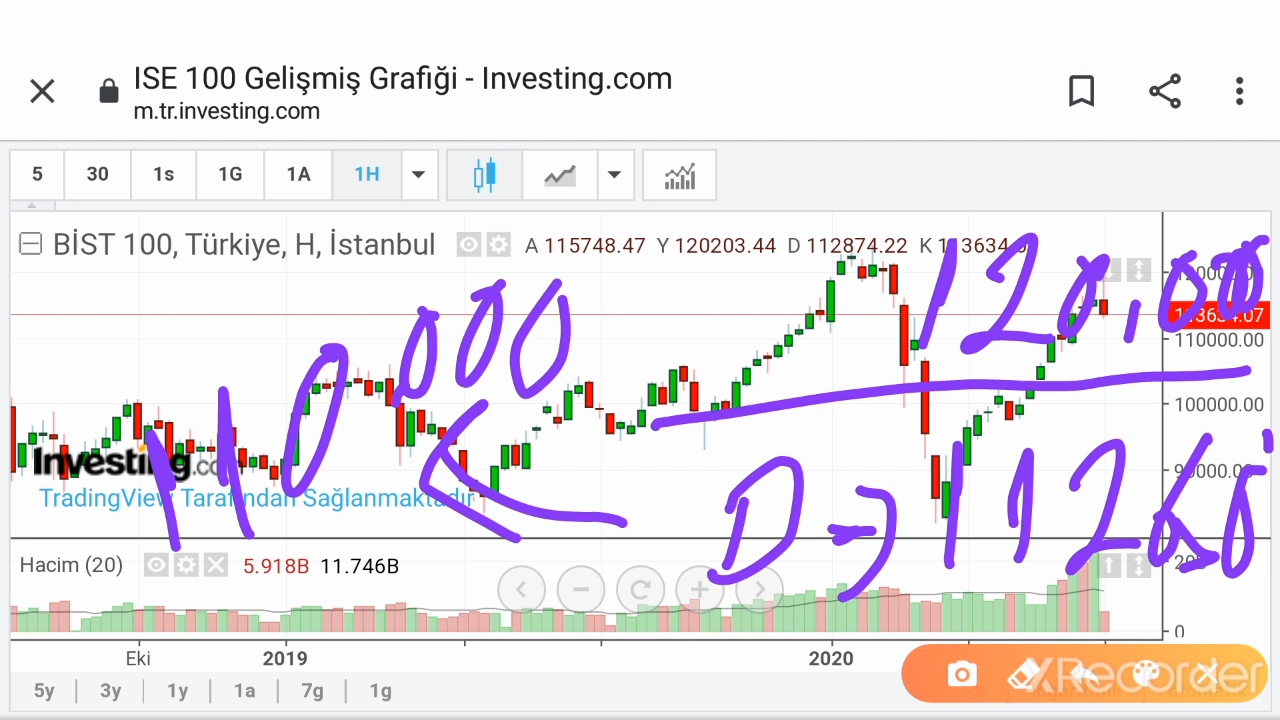 ISE 100 Gelişmiş Grafiği - Investing.com
m.tr.investing.com
5 30 1s 1G 1A 1H
BİST 100, Türkiye, H, İstanbul A 115748.47 Y 120203.44 D 112874.22 K
120.000
110000.00
110 000
100000.00
Investing
TradingView Tarafından Sağlanmaktadır
D
Hacim (20) 5.918B 11.746B
0
Eki 2019 2020
5y 3y 1y 1a 7g 1g
XRecorder